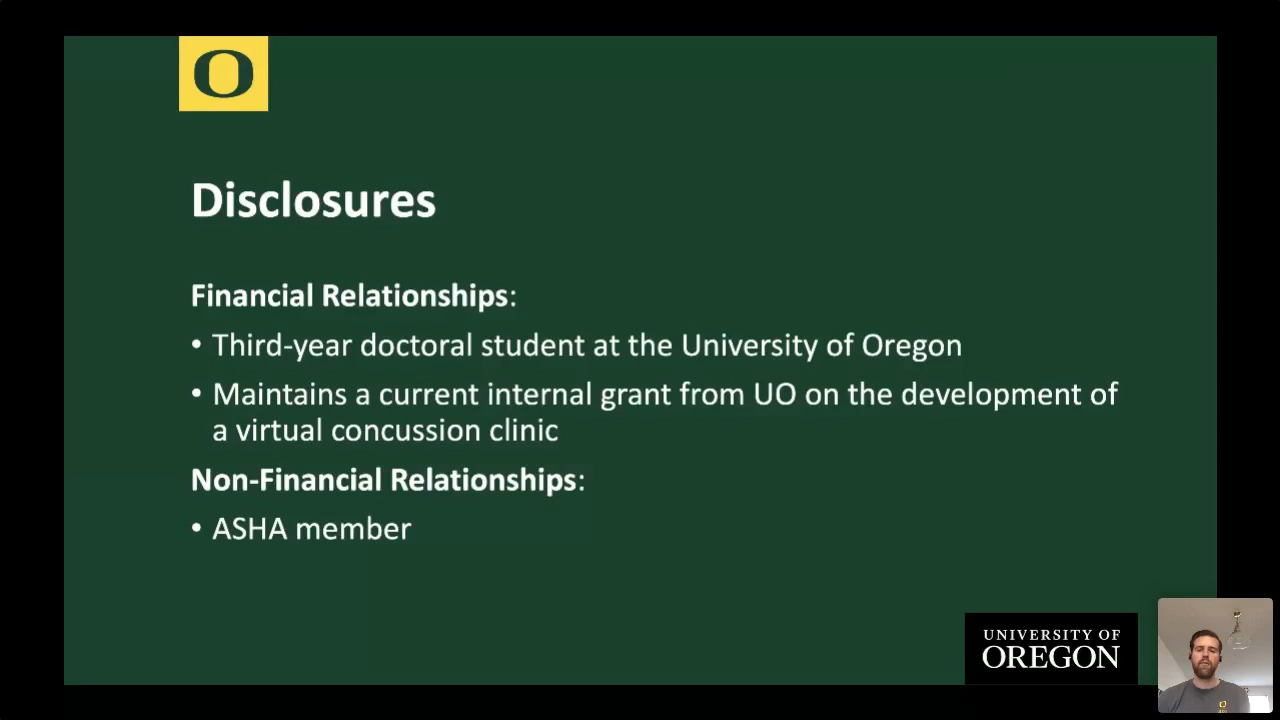 O
Disclosures
Financial Relationships:
• Third-year doctoral student at the University of Oregon
• Maintains a current internal grant from UO on the development of
a virtual concussion clinic
Non-Financial Relationships:
• ASHA member
UNIVERSITY OF
OREGON
O